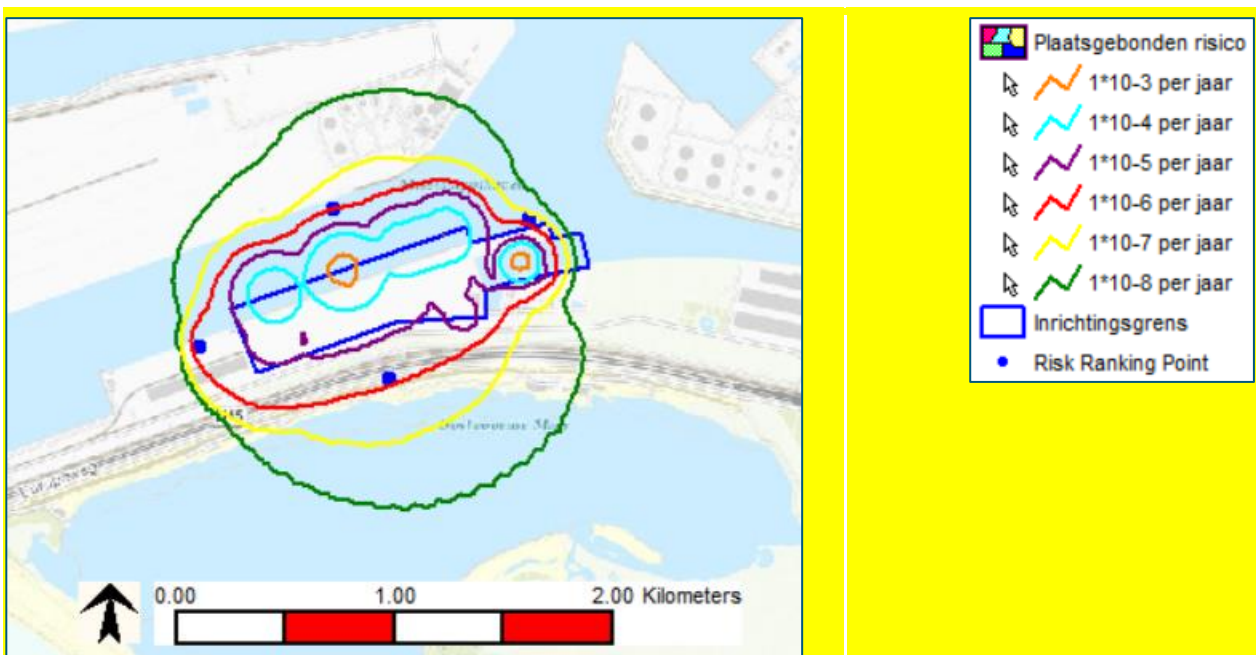 Plaatsgebonden risico
1*10-3 per jaar
1*10-4 per jaar
1*10-5 per jaar
1*10-6 per jaar
1*10-7 per jaar
1*10-8 per jaar
Inrichtingsgrens
Risk Ranking Point
0.00 1.00 2.00 Kilometers